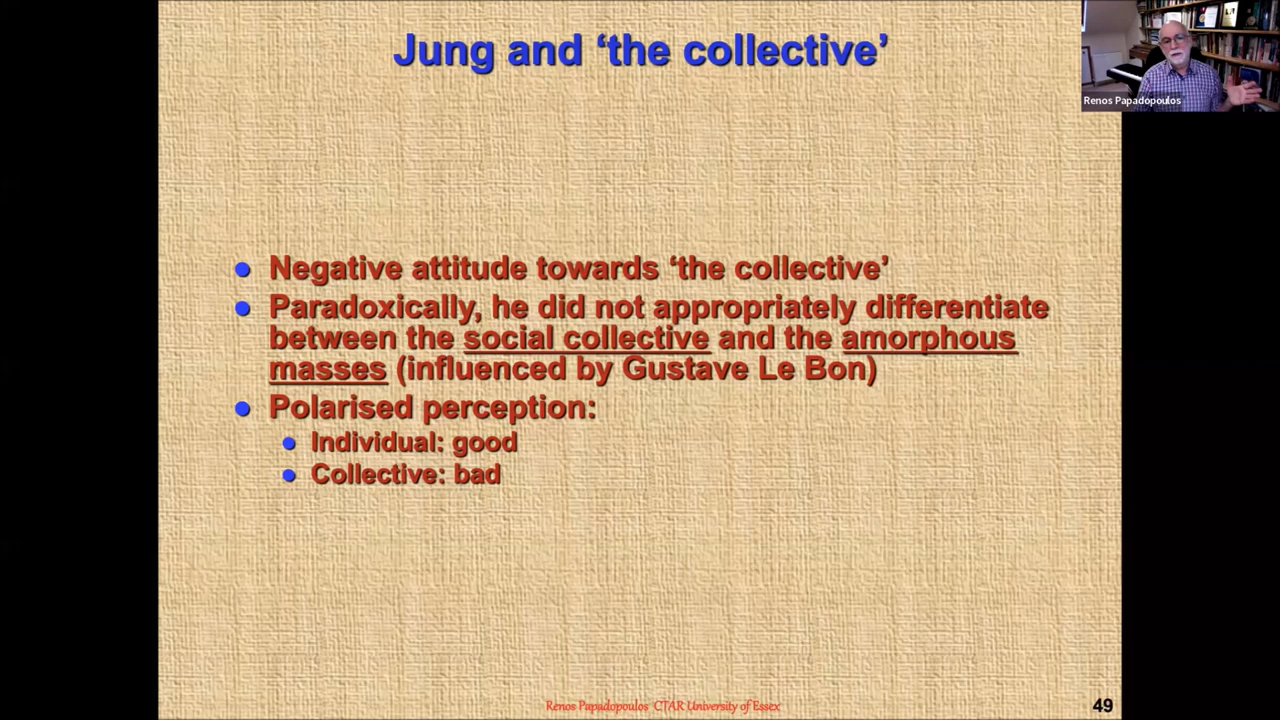 Jung and ‘the collective’
Renos Papadopoulos
● Negative attitude towards ‘the collective’
● Paradoxically, he did not appropriately differentiate
between the social collective and the amorphous
masses (influenced by Gustave Le Bon)
● Polarised perception:
● Individual: good
● Collective: bad
Renos Papadopoulos CTAR University of Essex
49